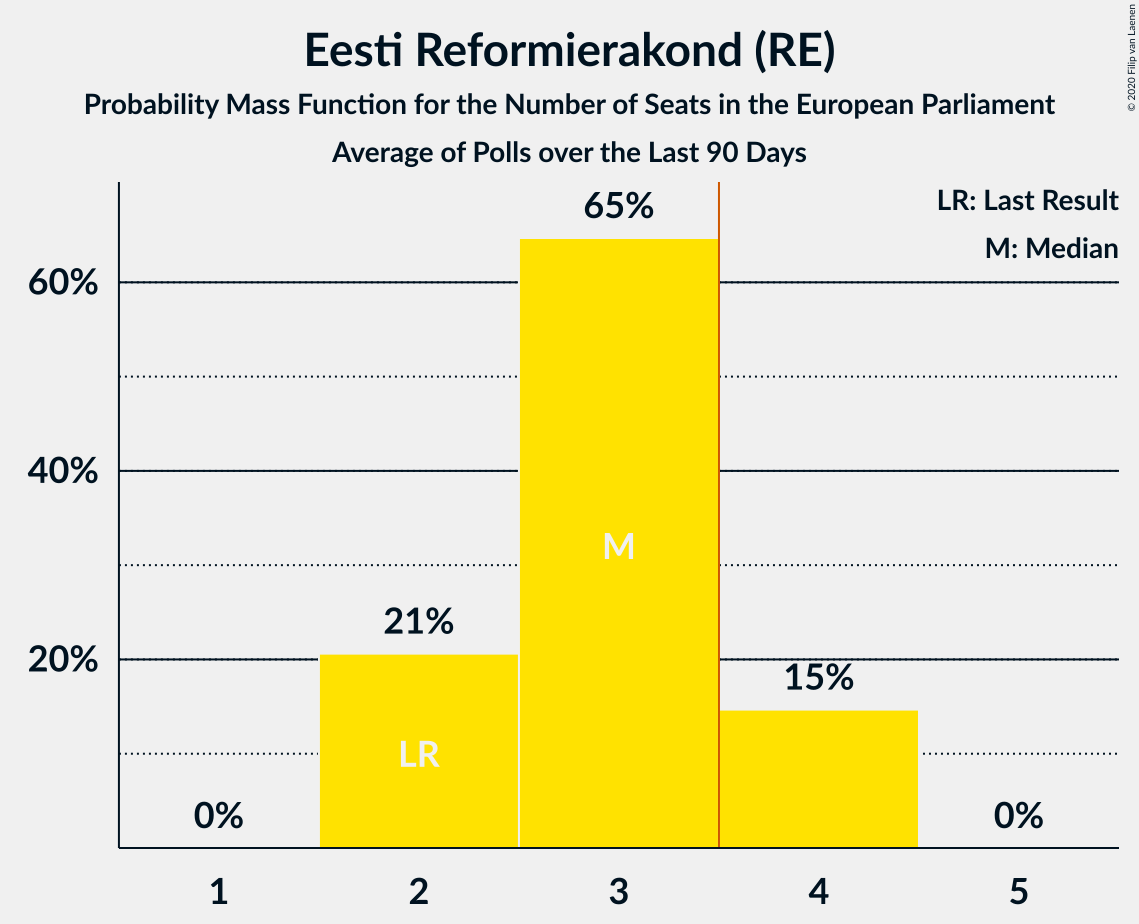 Eesti Reformierakond (RE)
Probability Mass Function for the Number of Seats in the European Parliament
Average of Polls over the Last 90 Days
© 2020 Filip van Laenen
LR: Last Result
M: Median
65%
60%
40%
M
21%
20%
15%
LR
0%
0%
1 2 3 4 5